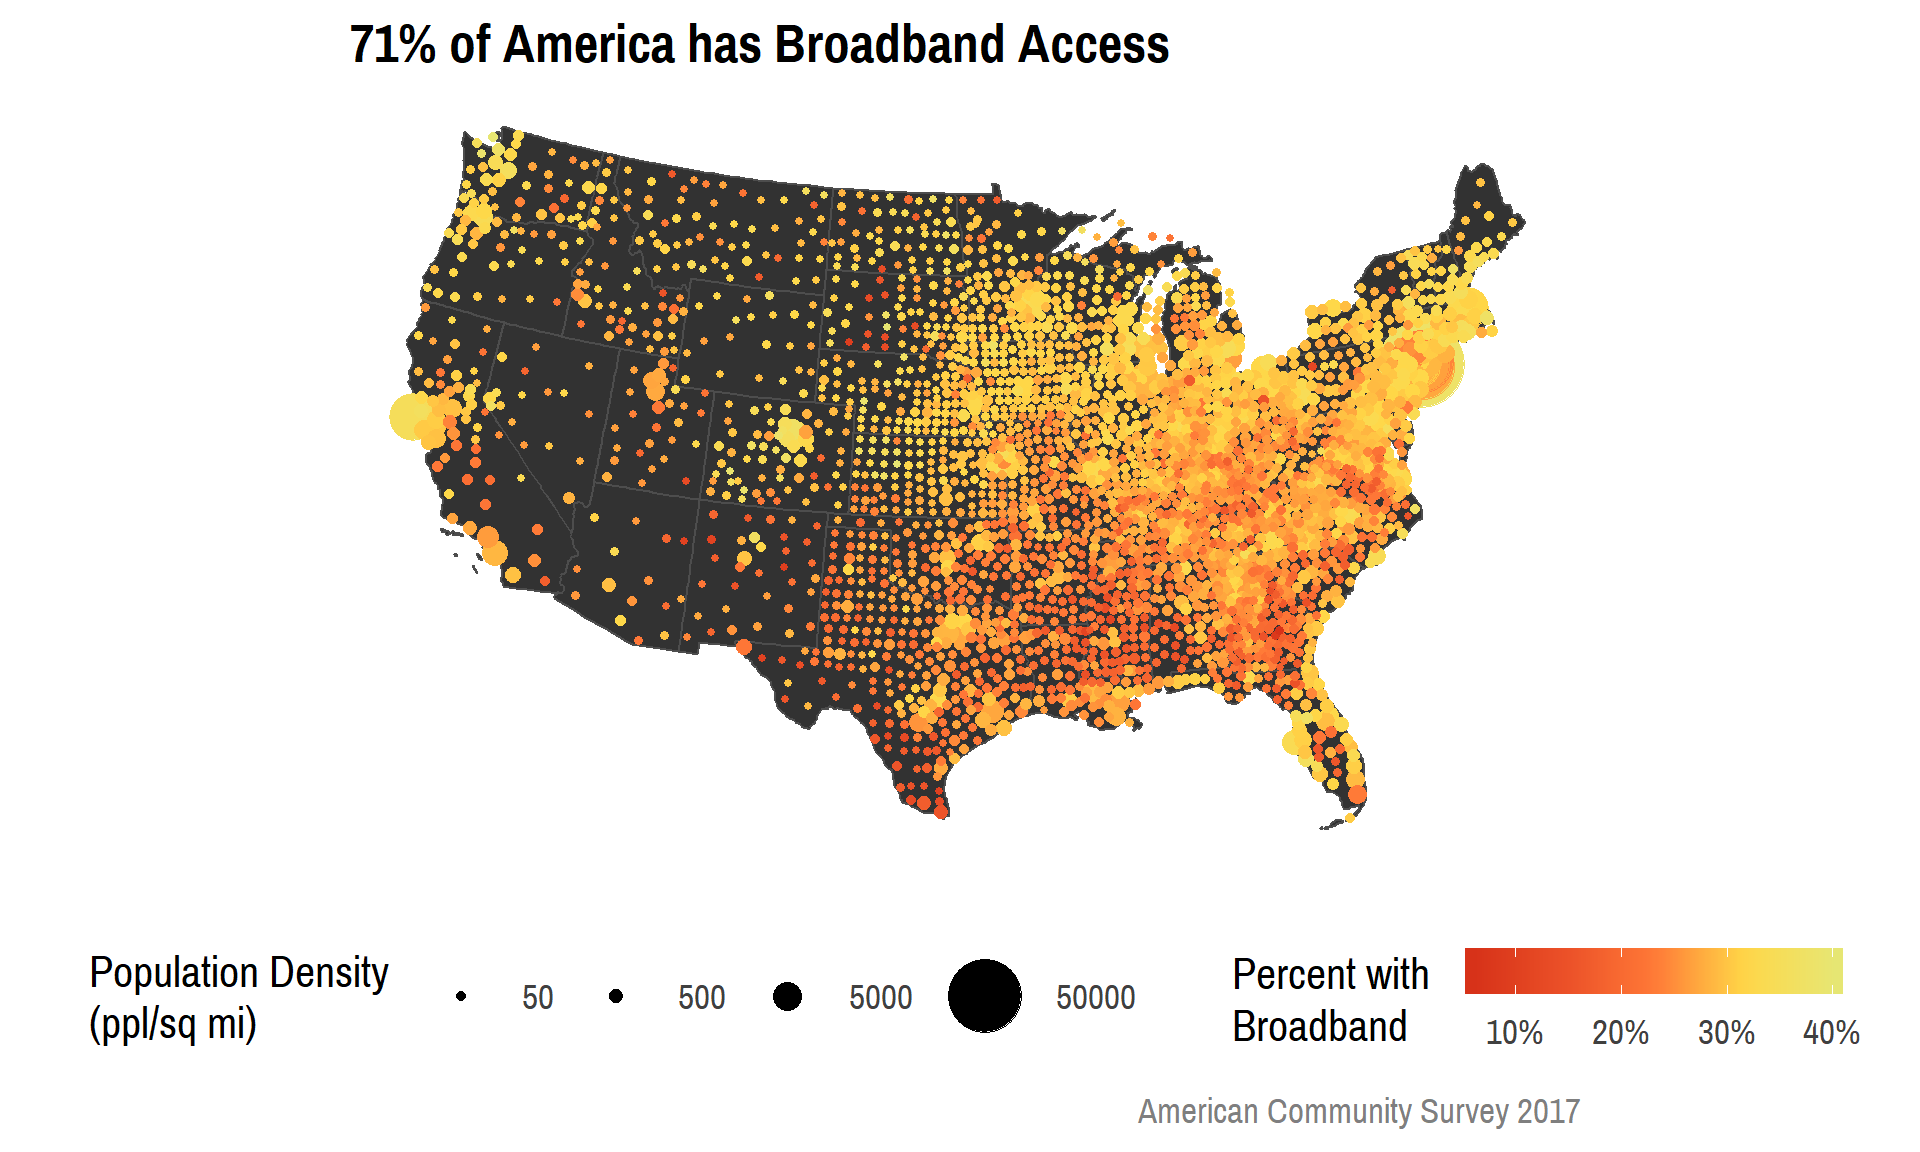 71% of America has Broadband Access
Population Density
(ppl/sq mi)
50
500
5000
50000
Percent with
Broadband
10%
20%
30%
40%
American Community Survey 2017